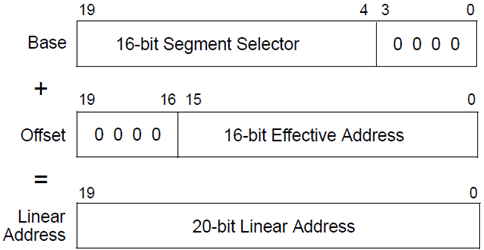 19 4 3 0
Base 16-bit Segment Selector 0 0 0 0
+
19 16 15 0
Offset 0 0 0 0 16-bit Effective Address
=
19 0
Linear
Address 20-bit Linear Address